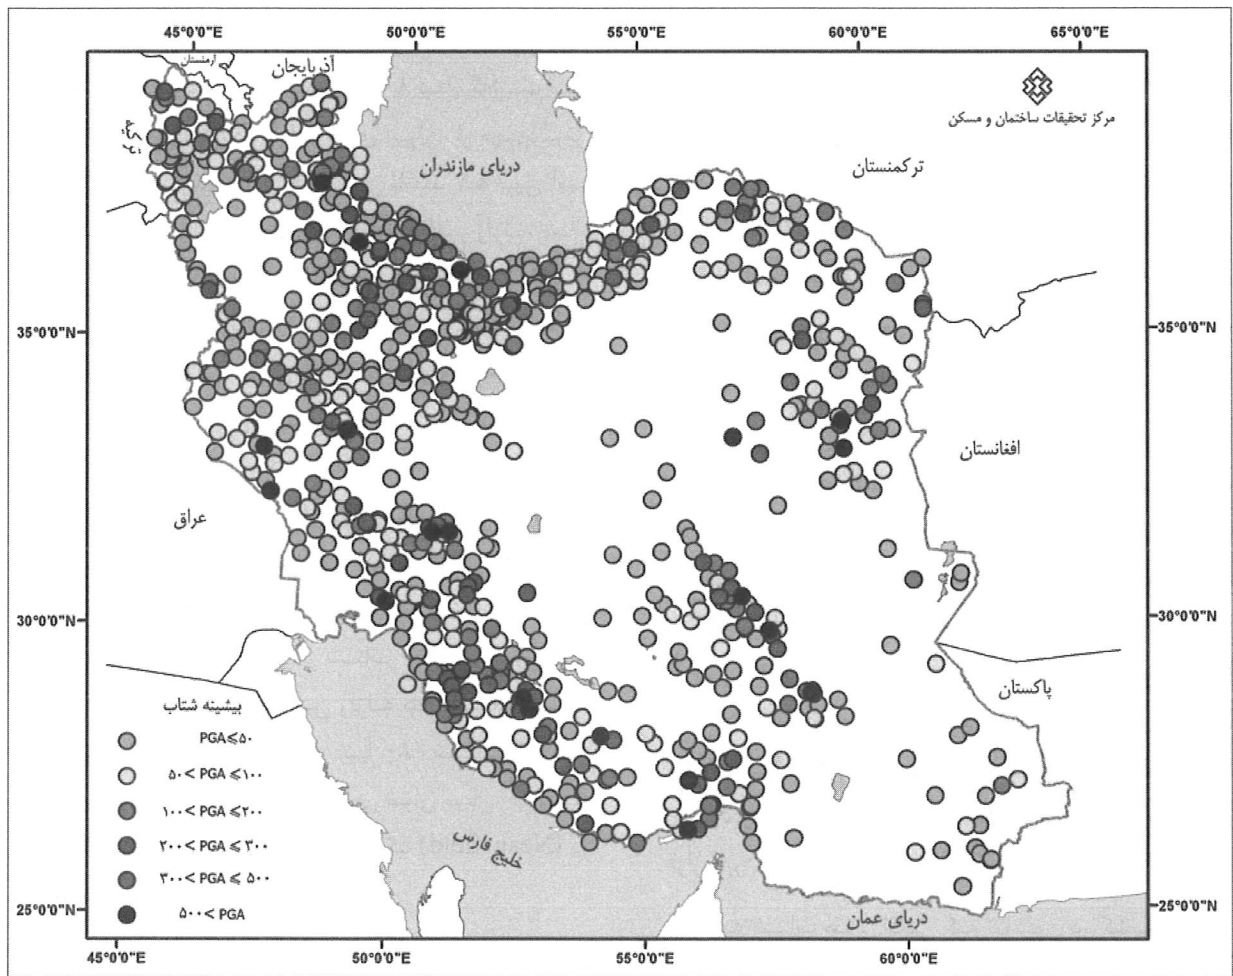 45°0'0"E 50°0'0"E 55°0'0"E 60°0'0"E 65°0'0"E
ارمنستان
آذربایجان
ترکیه
دریای مازندران
ترکمنستان
مرکز تحقیقات ساختمان و مسکن
35°0'0"N 35°0'0"N
افغانستان
عراق
30°0'0"N 30°0'0"N
پاکستان
بیشینه شتاب
PGA⩽۵۰
۵۰< PGA ⩽۱۰۰
۱۰۰< PGA ⩽۲۰۰
۲۰۰< PGA ⩽ ۳۰۰
۳۰۰< PGA ⩽ ۵۰۰
۵۰۰< PGA
خلیج فارس
دریای عمان
25°0'0"N 25°0'0"N
45°0'0"E 50°0'0"E 55°0'0"E 60°0'0"E